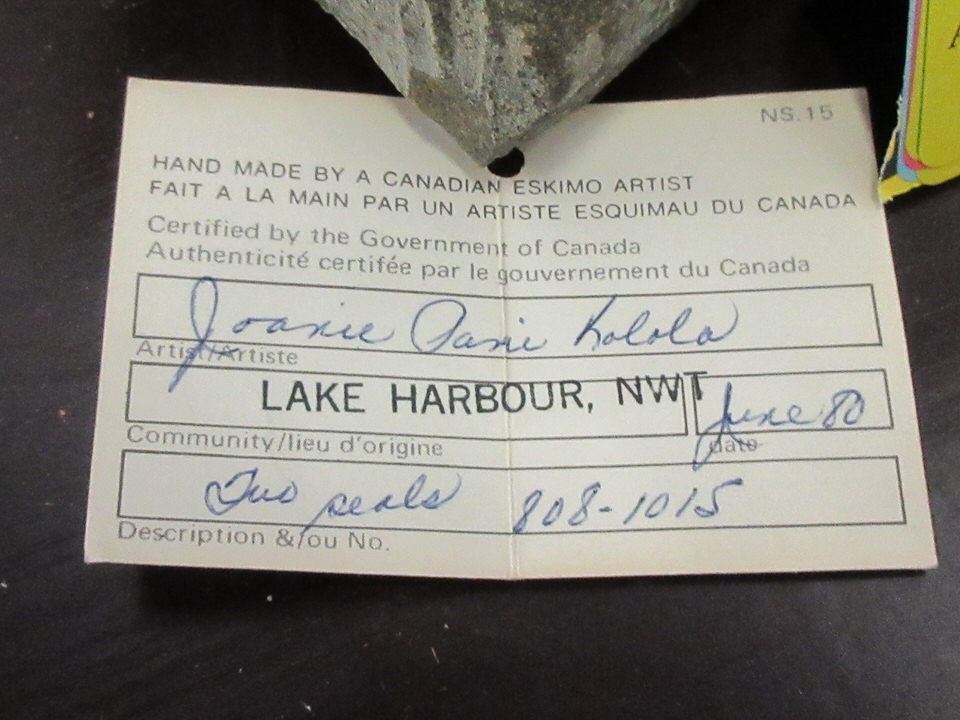 NS.15
HAND MADE BY A CANADIAN ESKIMO ARTIST
FAIT A LA MAIN PAR UN ARTISTE ESQUIMAU DU CANADA
Certified by the Government of Canada
Authenticité certifée par le gouvernement du Canada
Joanie Pani Kolola
Artist/Artiste
LAKE HARBOUR, NWT June 80
Community/lieu d'origine date
Two seals 808-1015
Description &/ou No.